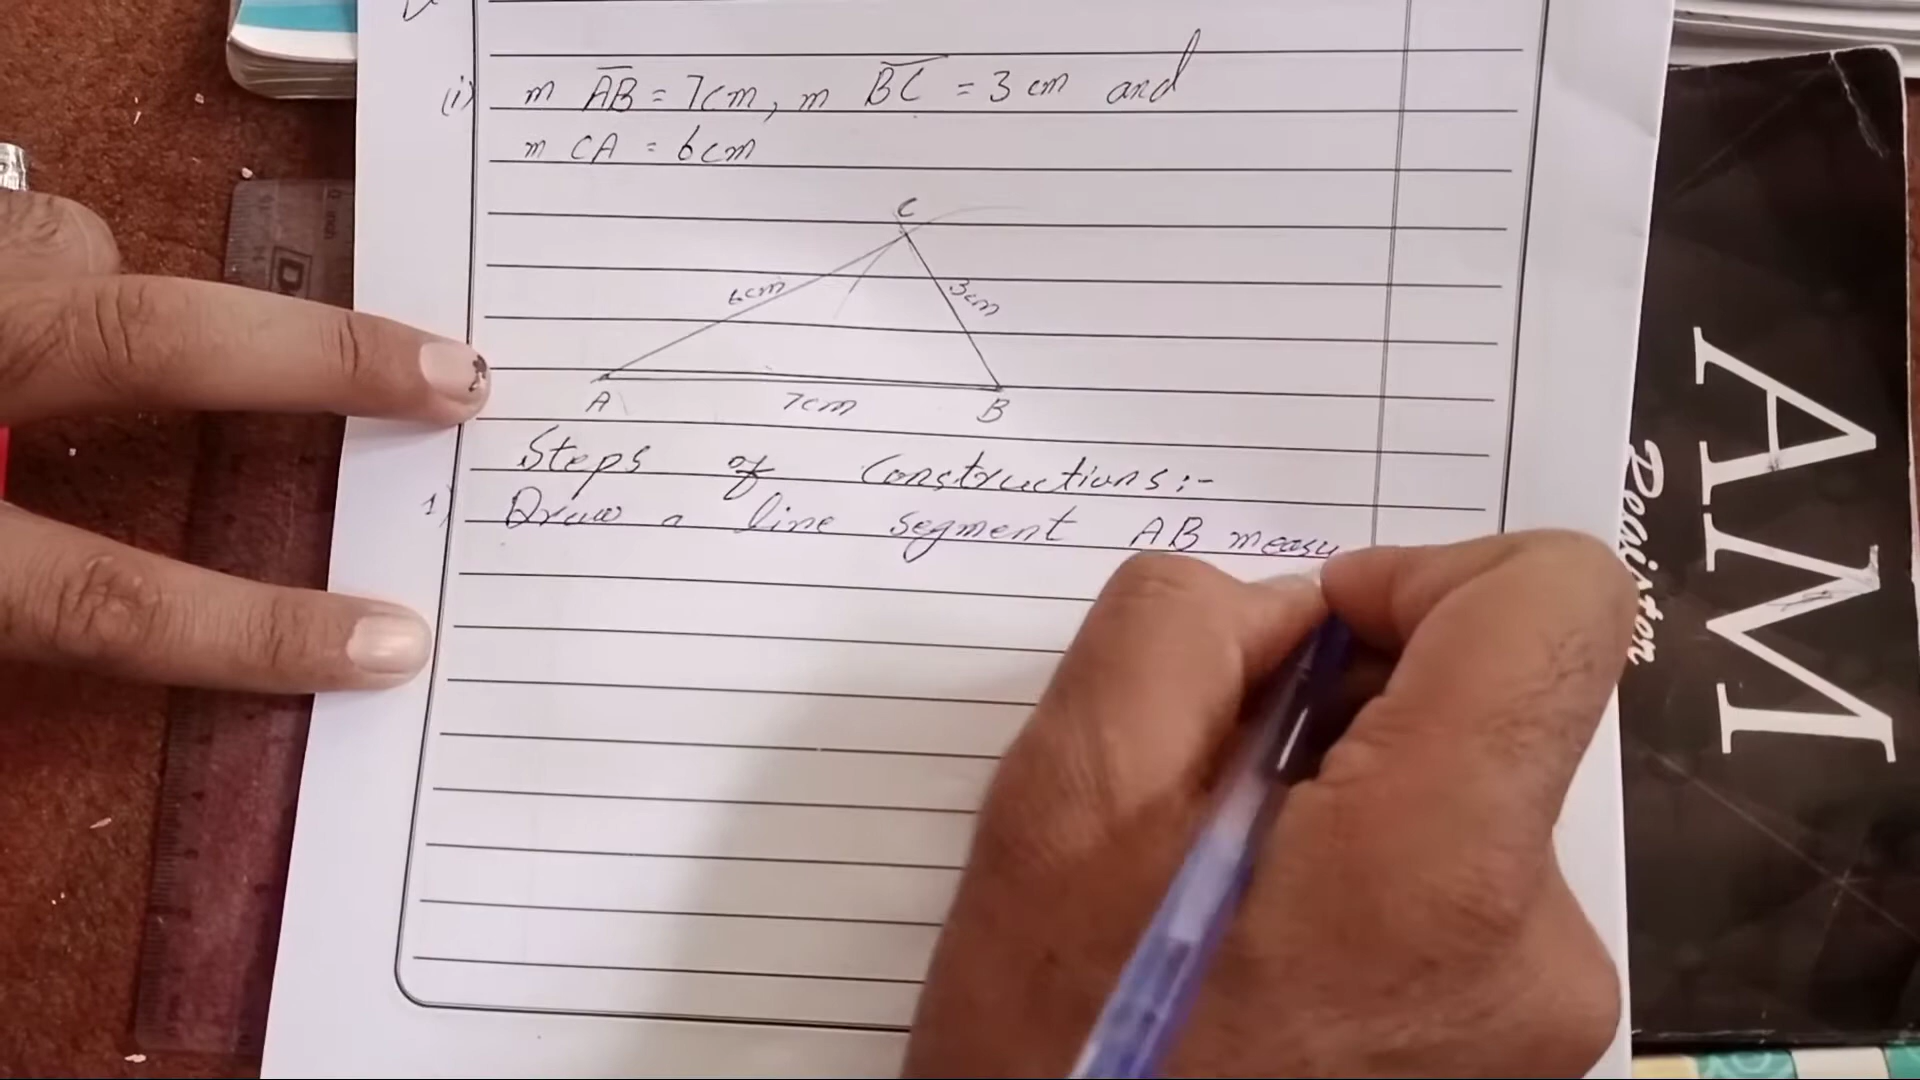 (i) m AB = 7cm, m BC = 3 cm and
m CA = 6cm
C
6cm
3cm
A
7cm
B
Steps of Constructions:-
1) Draw a line segment AB measu
AM